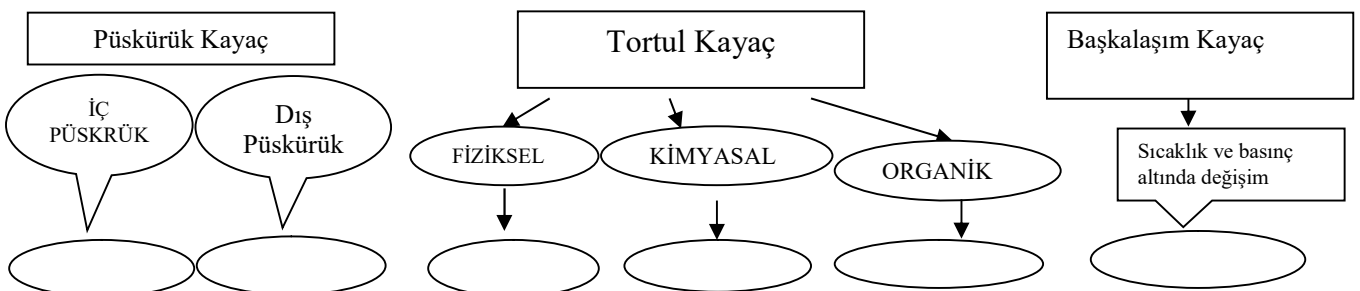 Püskürük Kayaç
Tortul Kayaç
Başkalaşım Kayaç
İÇ
PÜSKRÜK
Dış
Püskürük
FİZİKSEL
KİMYASAL
ORGANİK
Sıcaklık ve basınç
altında değişim